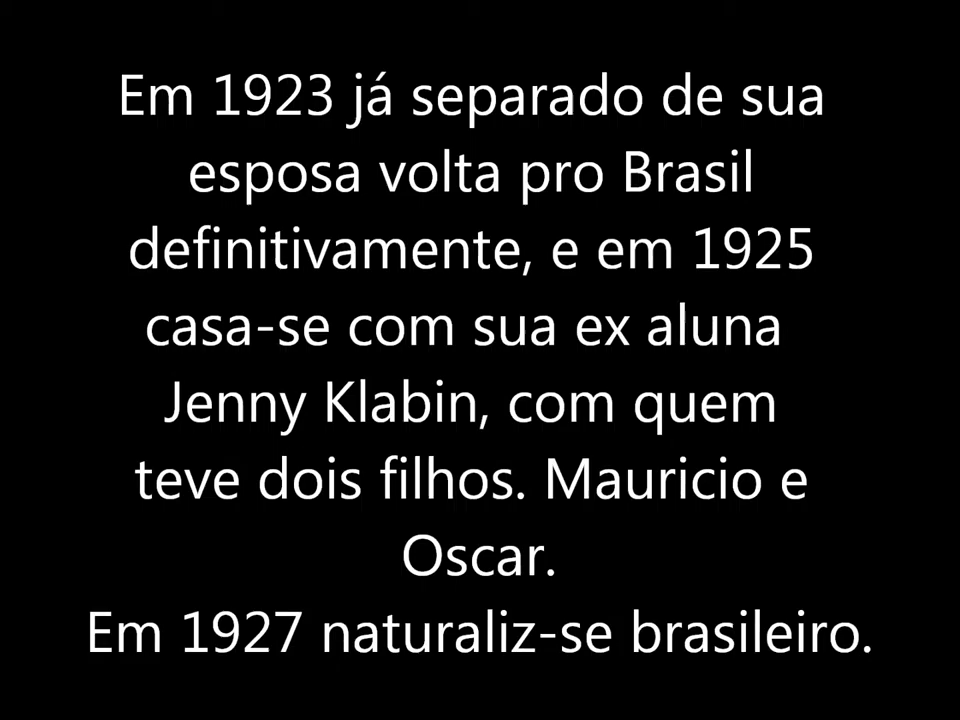 Em 1923 já separado de sua
esposa volta pro Brasil
definitivamente, e em 1925
casa-se com sua ex aluna
Jenny Klabin, com quem
teve dois filhos. Mauricio e
Oscar.
Em 1927 naturaliz-se brasileiro.